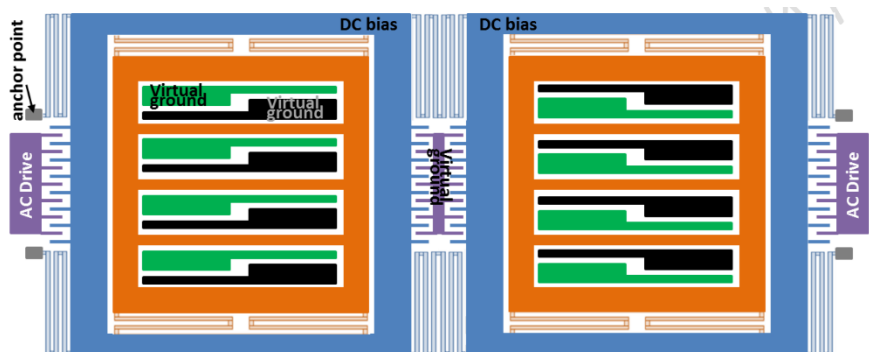 DC bias
DC bias
anchor point
Virtual
ground
Virtual
ground
AC Drive
Virtual
ground
AC Drive